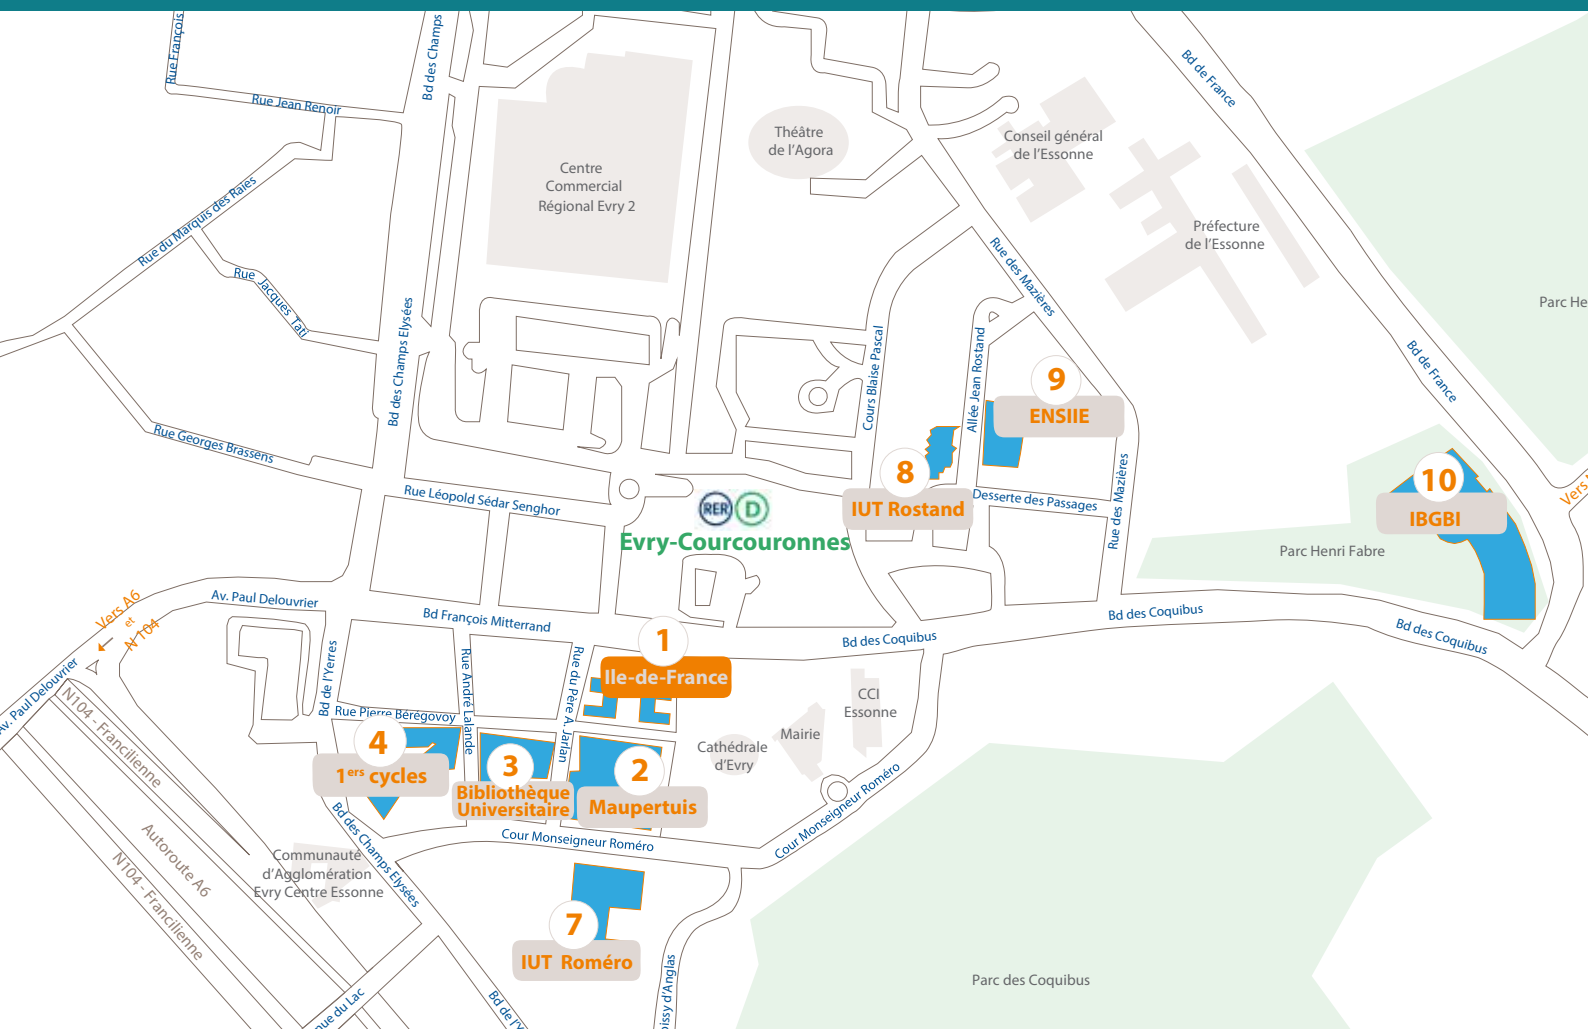 Rue François
Bd des Champs
Rue Jean Renoir
Bd de France
Théâtre
de l'Agora
Conseil général
de l'Essonne
Centre
Commercial
Régional Evry 2
Rue du Marquis des Raies
Préfecture
de l'Essonne
Rue Jacques Tati
Rue des Mazières
Parc He
Bd des Champs Elysées
Cours Blaise Pascal
Allée Jean Rostand
Bd de France
9
ENSIIE
Rue Georges Brassens
8
IUT Rostand
Rue Léopold Sédar Senghor
Desserte des Passages
Rue des Mazières
10
IBGBI
Vers
RER D
Evry-Courcouronnes
Parc Henri Fabre
Av. Paul Delouvrier
Vers A6
et
N 104
Bd François Mitterrand
Bd des Coquibus
Bd des Coquibus
Bd des Coquibus
1
Ile-de-France
Av. Paul Delouvrier
Bd de l'Yerres
Rue André Lalande
Rue du Père A. Jarlan
Rue Pierre Bérégovoy
CCI
Essonne
Mairie
Cathédrale
d'Evry
N104 - Francilienne
4
1ers cycles
3
Bibliothèque
Universitaire
2
Maupertuis
Cour Monseigneur Roméro
Cour Monseigneur Roméro
Bd des Champs Elysées
Autoroute A6
N104 - Francilienne
Communauté
d'Agglomération
Evry Centre Essonne
7
IUT Roméro
Parc des Coquibus
oissy d'Anglas
Bd de l'Y
que du Lac